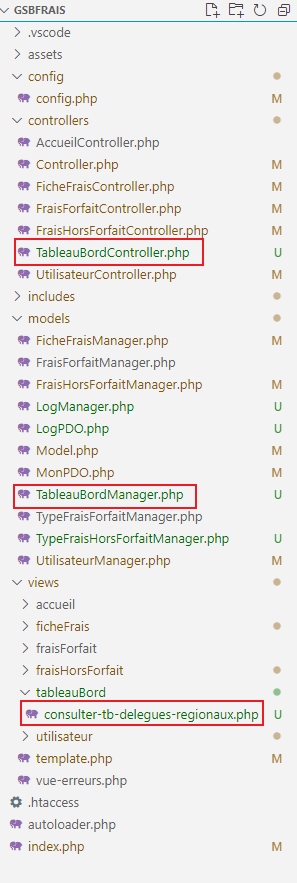 GSBFRAIS
.vscode
assets
config
config.php M
controllers
AccueilController.php
Controller.php M
FicheFraisController.php M
FraisForfaitController.php M
FraisHorsForfaitController.php M
TableauBordController.php U
UtilisateurController.php M
includes
models
FicheFraisManager.php M
FraisForfaitManager.php
FraisHorsForfaitManager.php M
LogManager.php U
LogPDO.php U
Model.php M
MonPDO.php M
TableauBordManager.php U
TypeFraisForfaitManager.php
TypeFraisHorsForfaitManager.php U
UtilisateurManager.php M
views
accueil
ficheFrais
fraisForfait
fraisHorsForfait
tableauBord
consulter-tb-delegues-regionaux.php U
utilisateur
template.php M
vue-erreurs.php
.htaccess
autoloader.php
index.php M